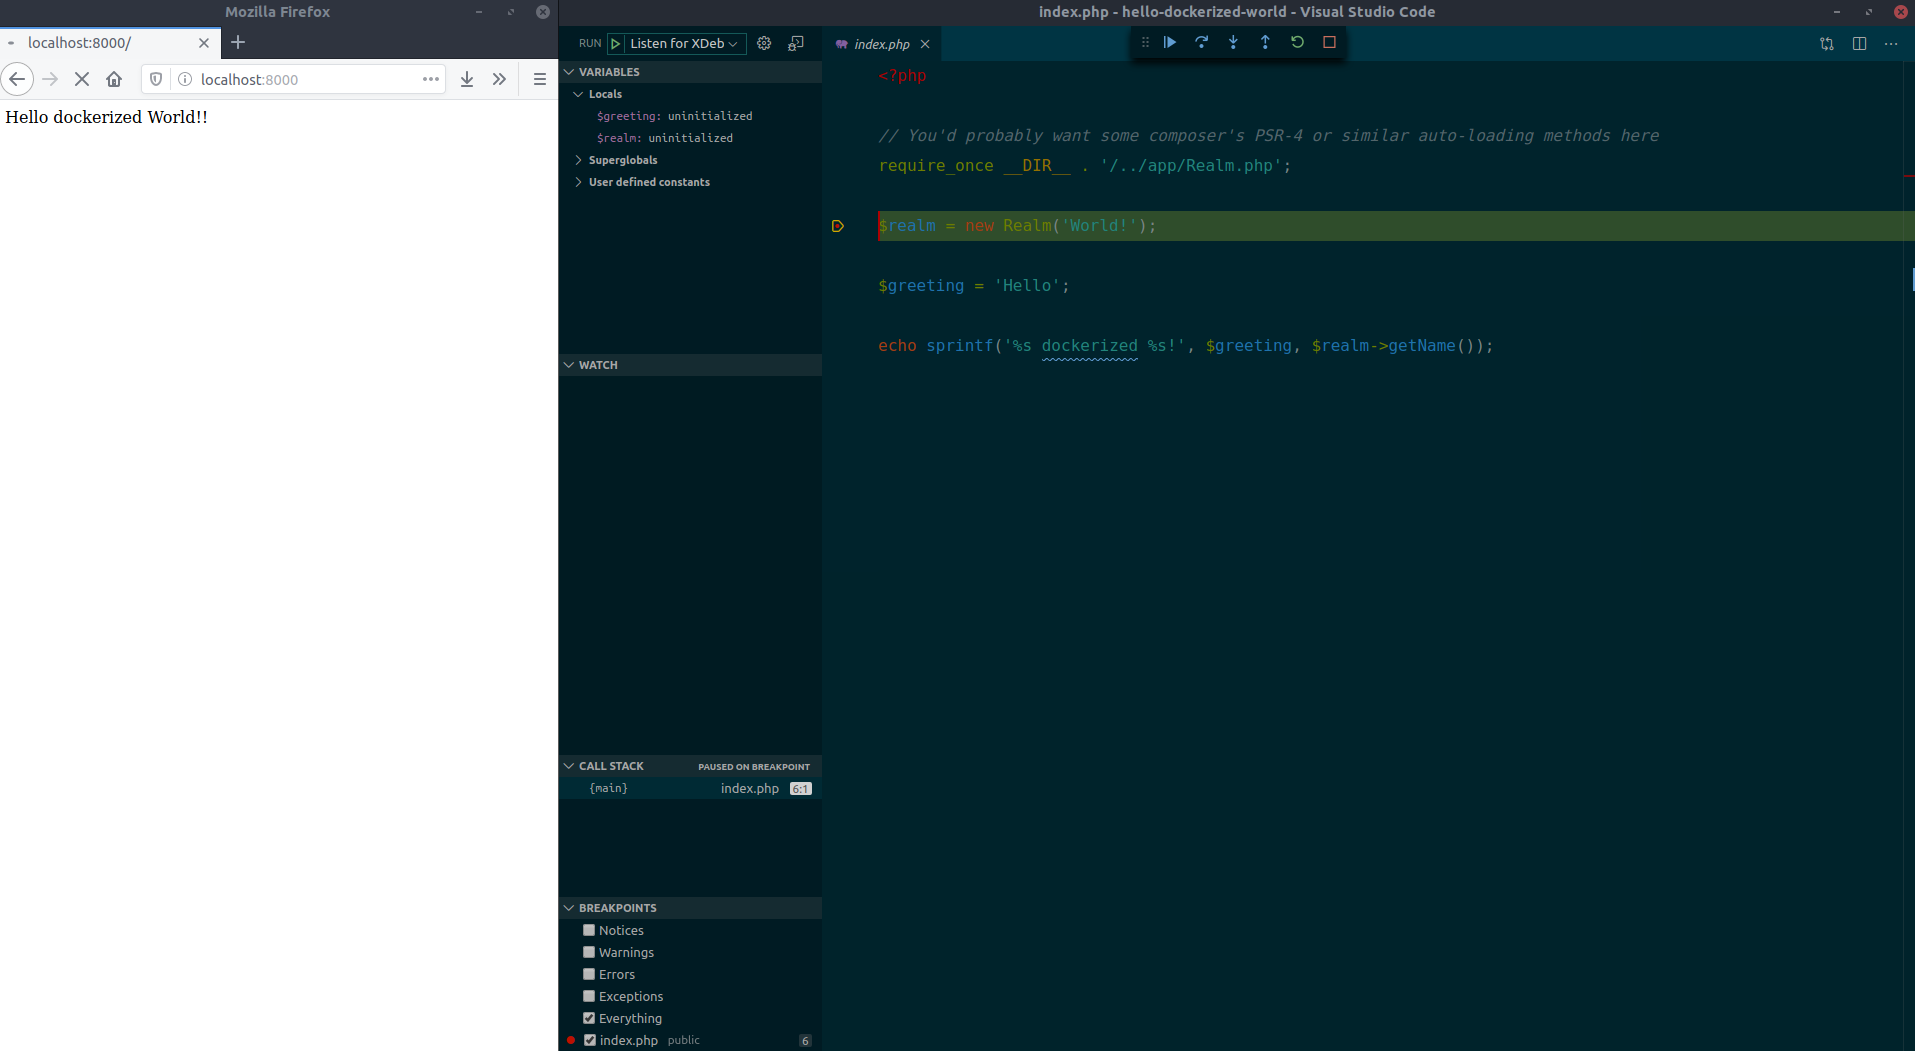 Mozilla Firefox
localhost:8000/
localhost:8000
Hello dockerized World!!
index.php - hello-dockerized-world - Visual Studio Code
RUN Listen for XDeb
VARIABLES
Locals
$greeting: uninitialized
$realm: uninitialized
Superglobals
User defined constants
WATCH
CALL STACK PAUSED ON BREAKPOINT
{main} index.php 6:1
BREAKPOINTS
Notices
Warnings
Errors
Exceptions
Everything
index.php public 6
index.php
<?php
// You'd probably want some composer's PSR-4 or similar auto-loading methods here
require_once __DIR__ . '/../app/Realm.php';
$realm = new Realm('World!');
$greeting = 'Hello';
echo sprintf('%s dockerized %s!', $greeting, $realm->getName());